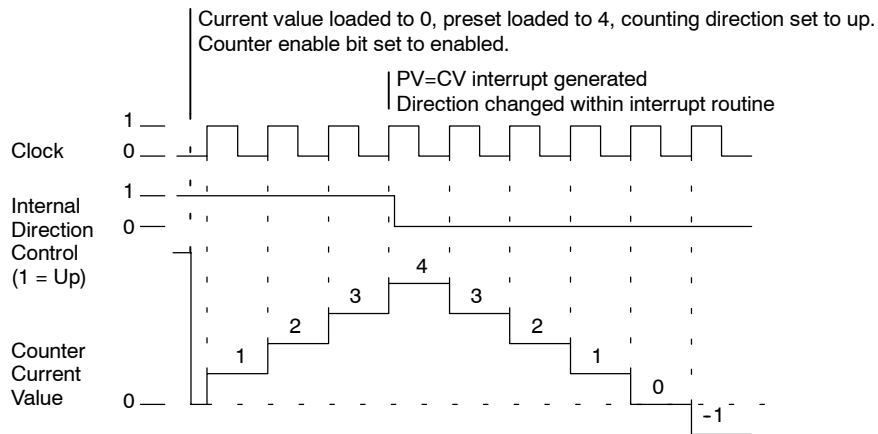 Current value loaded to 0, preset loaded to 4, counting direction set to up.
Counter enable bit set to enabled.
PV=CV interrupt generated
Direction changed within interrupt routine
1
Clock
0
1
Internal
Direction
0
Control
(1 = Up)
4
3
3
2
2
1
1
Counter
Current
Value
0
0
-1